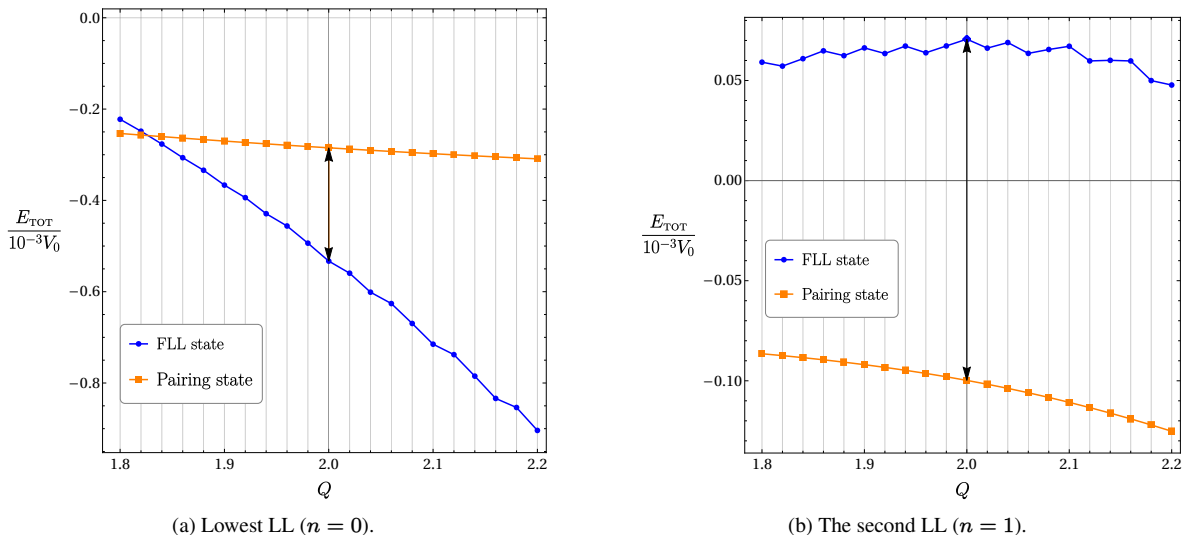 0.0
−0.2
−0.4
−0.6
−0.8
E_TOT
10^{−3}V_0
FLL state
Pairing state
1.8 1.9 2.0 2.1 2.2
Q
(a) Lowest LL (n = 0).
0.05
0.00
−0.10
E_TOT
10^{−3}V_0
FLL state
Pairing state
1.8 1.9 2.0 2.1 2.2
Q
(b) The second LL (n = 1).